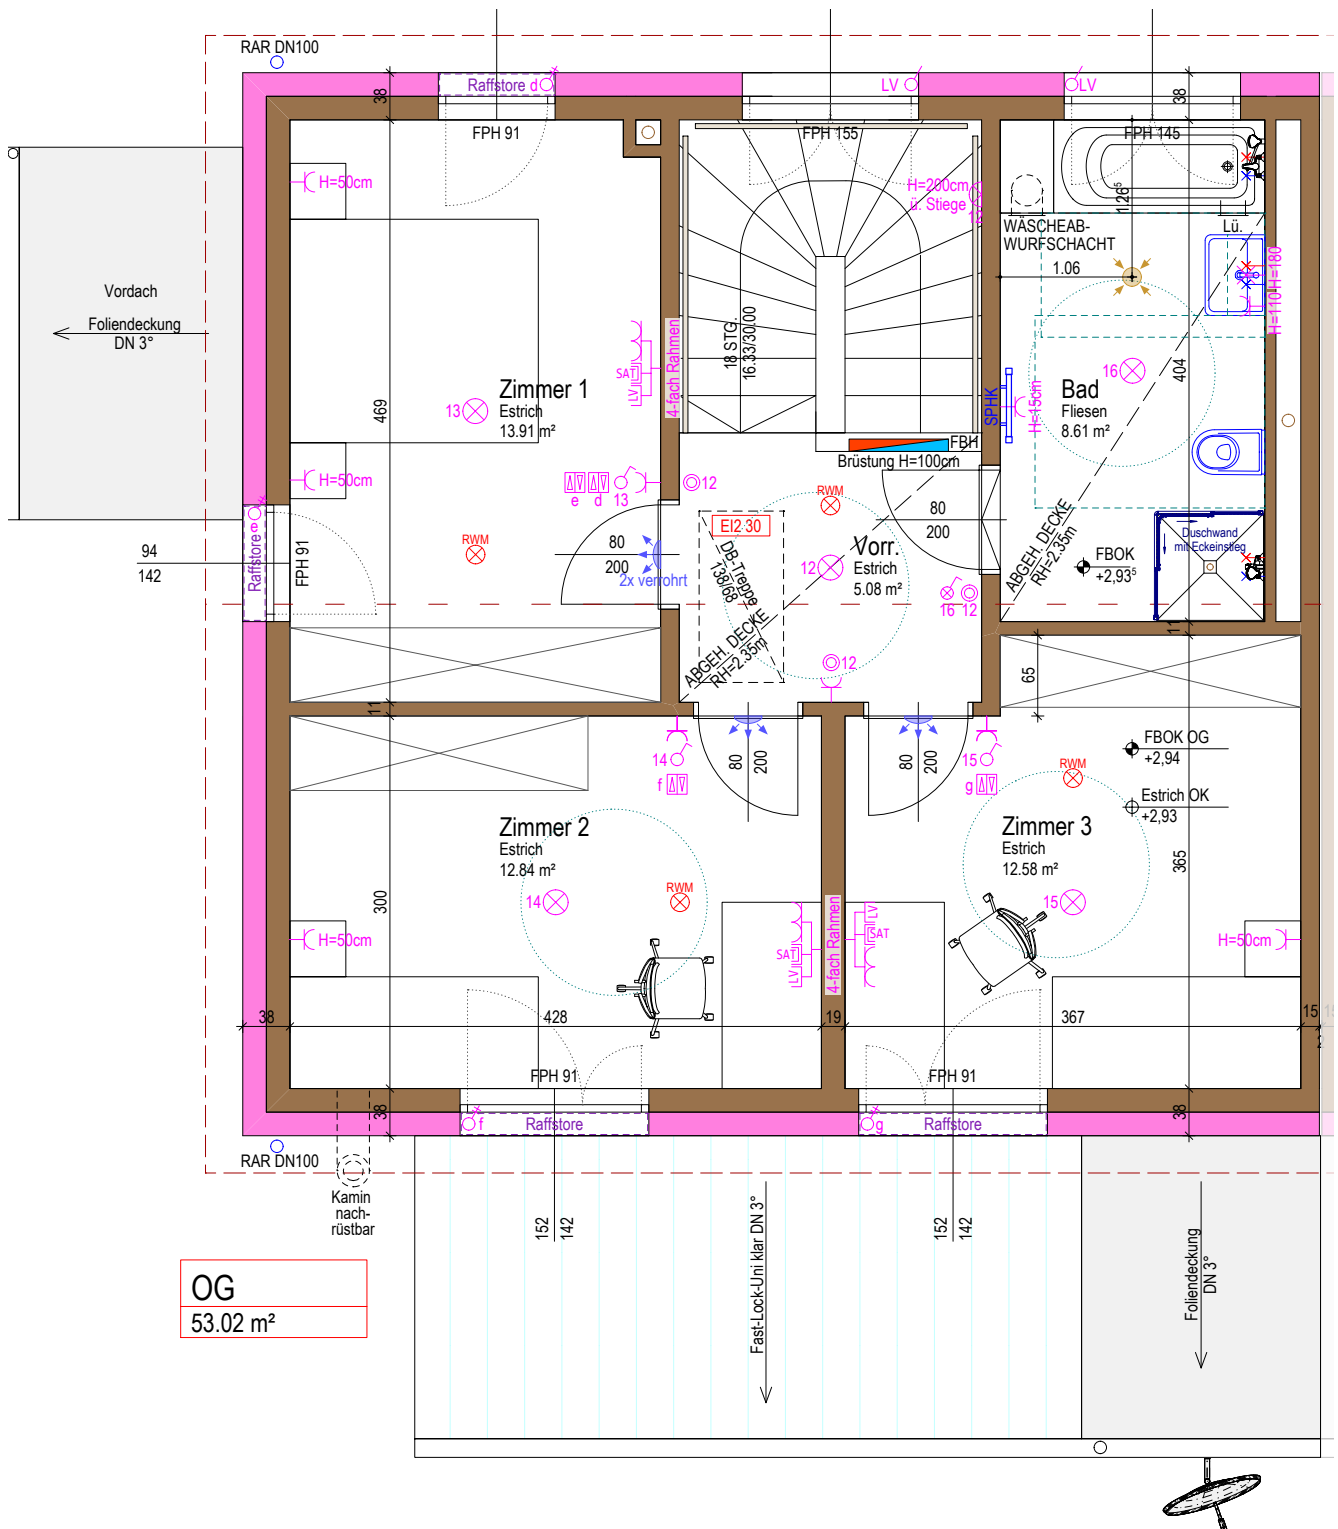 RAR DN100
Raffstore d
LV
LV
38
38
FPH 91
FPH 155
FPH 145
H=50cm
H=200cm
ü. Stiege
1.26⁵
WÄSCHEAB-
WURFSCHACHT
Lü.
1.06
H=110 H=180
Vordach
Foliendeckung
DN 3°
18 STG.
16.33/30.00
4-fach Rahmen
SAT
LV
469
404
Zimmer 1
Estrich
13.91 m²
13
16
Bad
Fliesen
8.61 m²
SPHK
H=15cm
FBH
Brüstung H=100cm
H=50cm
e
d
13
12
RWM
EI2 30
80
200
80
200
2x verrohrt
DB-Treppe
138/68
Vorr.
Estrich
5.08 m²
12
16
12
12
ABGEH. DECKE
RH=2.35m
ABGEH. DECKE
RH=2.35m
FBOK
+2,93⁵
Duschwand
mit Eckeinstieg
94
142
Raffstore e
FPH 91
RWM
11
11
65
14
f
80
200
80
200
15
g
FBOK OG
+2,94
Estrich OK
+2,93
RWM
Zimmer 2
Estrich
12.84 m²
14
RWM
Zimmer 3
Estrich
12.58 m²
15
300
365
H=50cm
SAT
LV
4-fach Rahmen
LV
SAT
H=50cm
38
428
19
367
15
15
2
FPH 91
FPH 91
38
38
f
Raffstore
g
Raffstore
RAR DN100
Kamin
nach-
rüstbar
152
142
152
142
Fast-Lock-Uni klar DN 3°
Foliendeckung
DN 3°
OG
53.02 m²